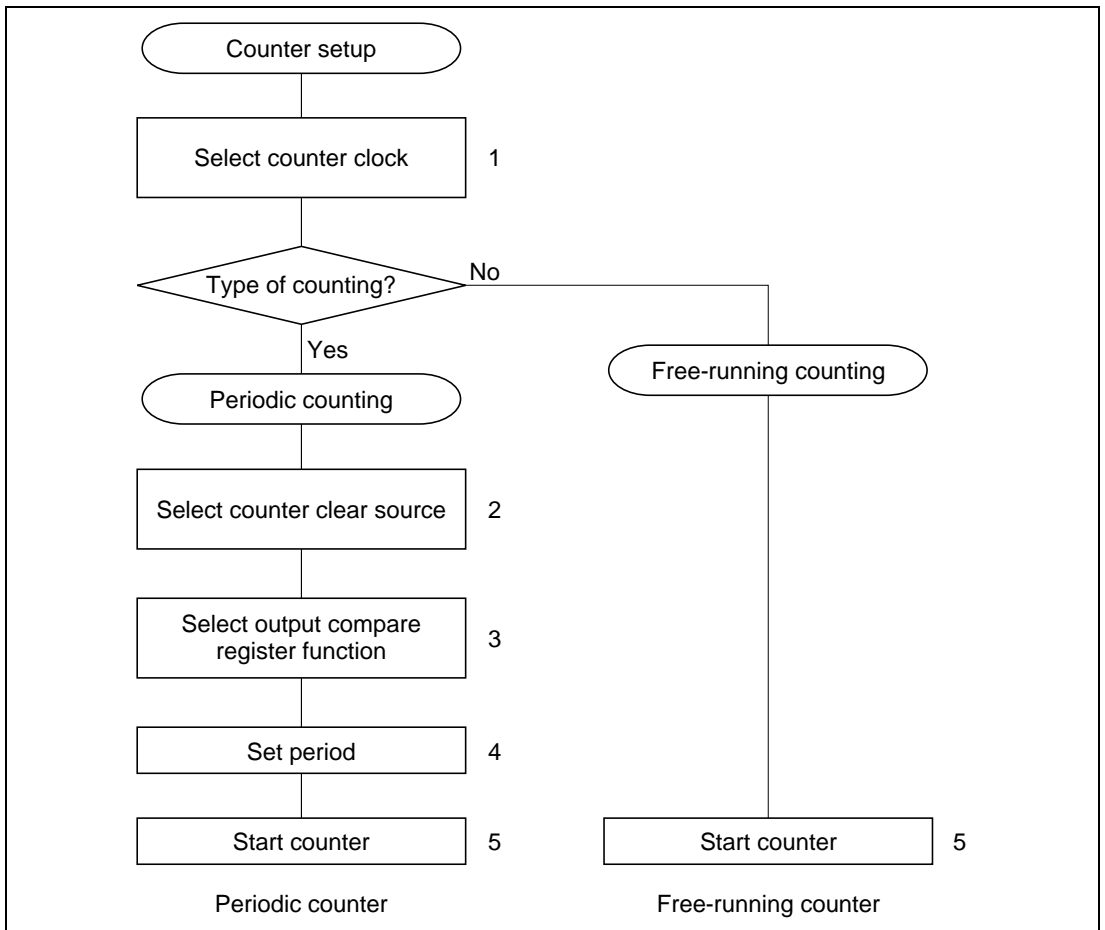 Counter setup
Select counter clock
1
Type of counting?
No
Yes
Free-running counting
Periodic counting
Select counter clear source
2
Select output compare
register function
3
Set period
4
Start counter
5
Start counter
5
Periodic counter
Free-running counter